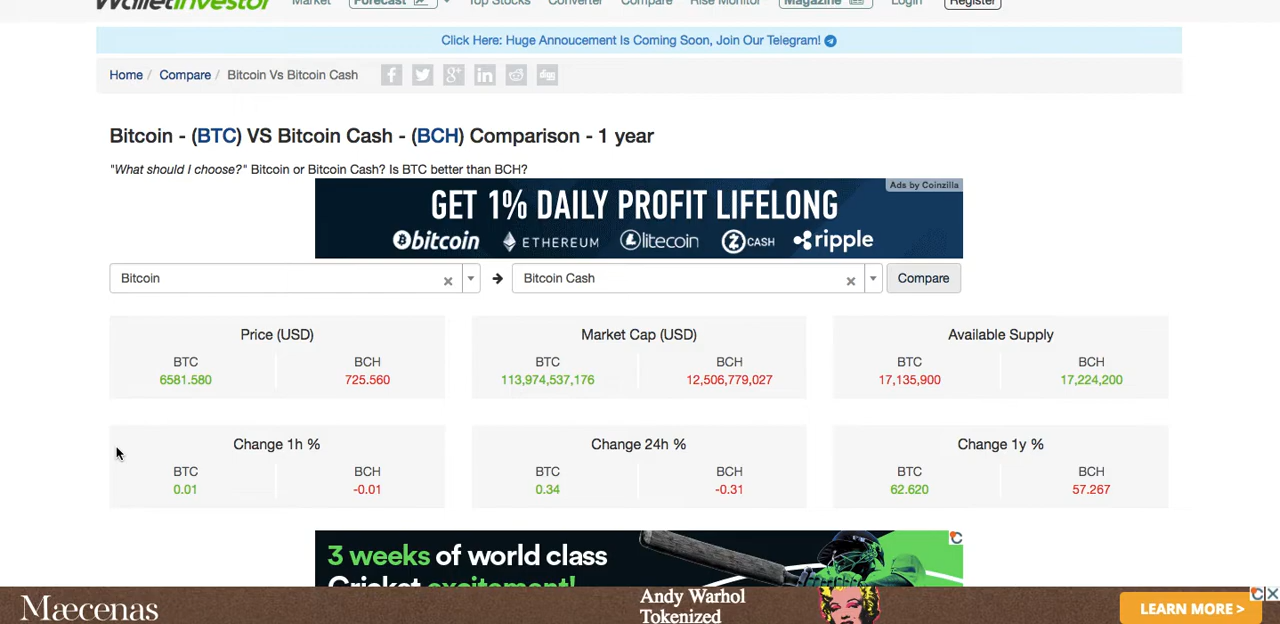 WalletInvestor
Market Forecast Top Stocks Converter Compare Rise Monitor Magazine Login Register
Click Here: Huge Annoucement Is Coming Soon, Join Our Telegram!
Home / Compare / Bitcoin Vs Bitcoin Cash
Bitcoin - (BTC) VS Bitcoin Cash - (BCH) Comparison - 1 year
"What should I choose?" Bitcoin or Bitcoin Cash? Is BTC better than BCH?
Ads by Coinzilla
GET 1% DAILY PROFIT LIFELONG
bitcoin ETHEREUM litecoin ZCASH ripple
Bitcoin Bitcoin Cash Compare
Price (USD) Market Cap (USD) Available Supply
BTC BCH BTC BCH BTC BCH
6581.580 725.560 113,974,537,176 12,506,779,027 17,135,900 17,224,200
Change 1h % Change 24h % Change 1y %
BTC BCH BTC BCH BTC BCH
0.01 -0.01 0.34 -0.31 62.620 57.267
3 weeks of world class
Cricket excitement!
Mæcenas
Andy Warhol
Tokenized
LEARN MORE >